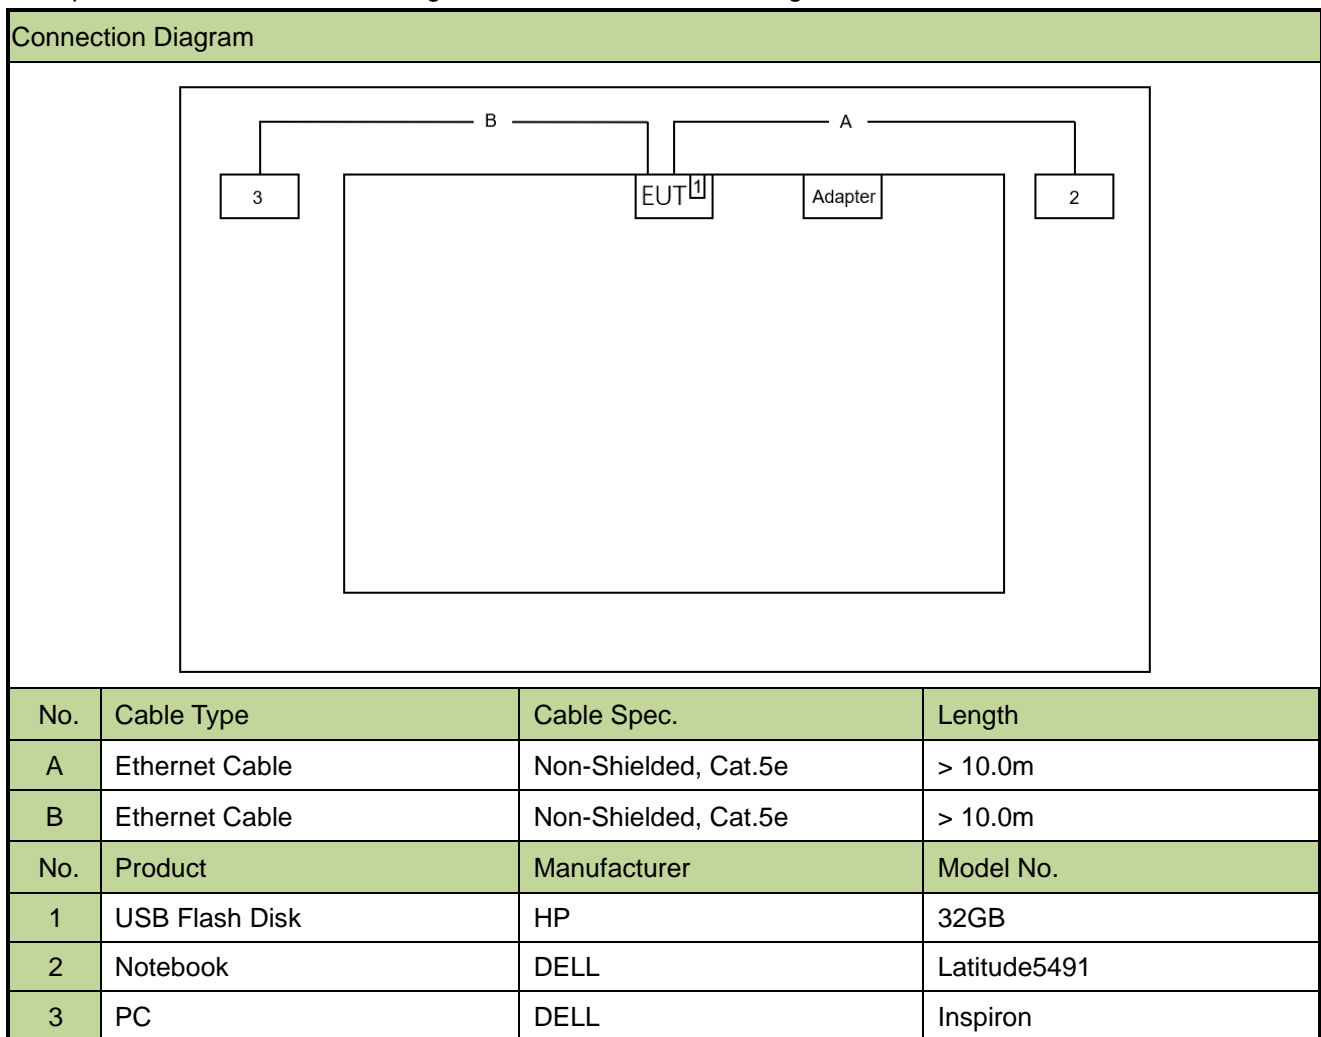 Connection Diagram
B
A
3
EUT 1
Adapter
2
No. Cable Type Cable Spec. Length
A Ethernet Cable Non-Shielded, Cat.5e > 10.0m
B Ethernet Cable Non-Shielded, Cat.5e > 10.0m
No. Product Manufacturer Model No.
1 USB Flash Disk HP 32GB
2 Notebook DELL Latitude5491
3 PC DELL Inspiron